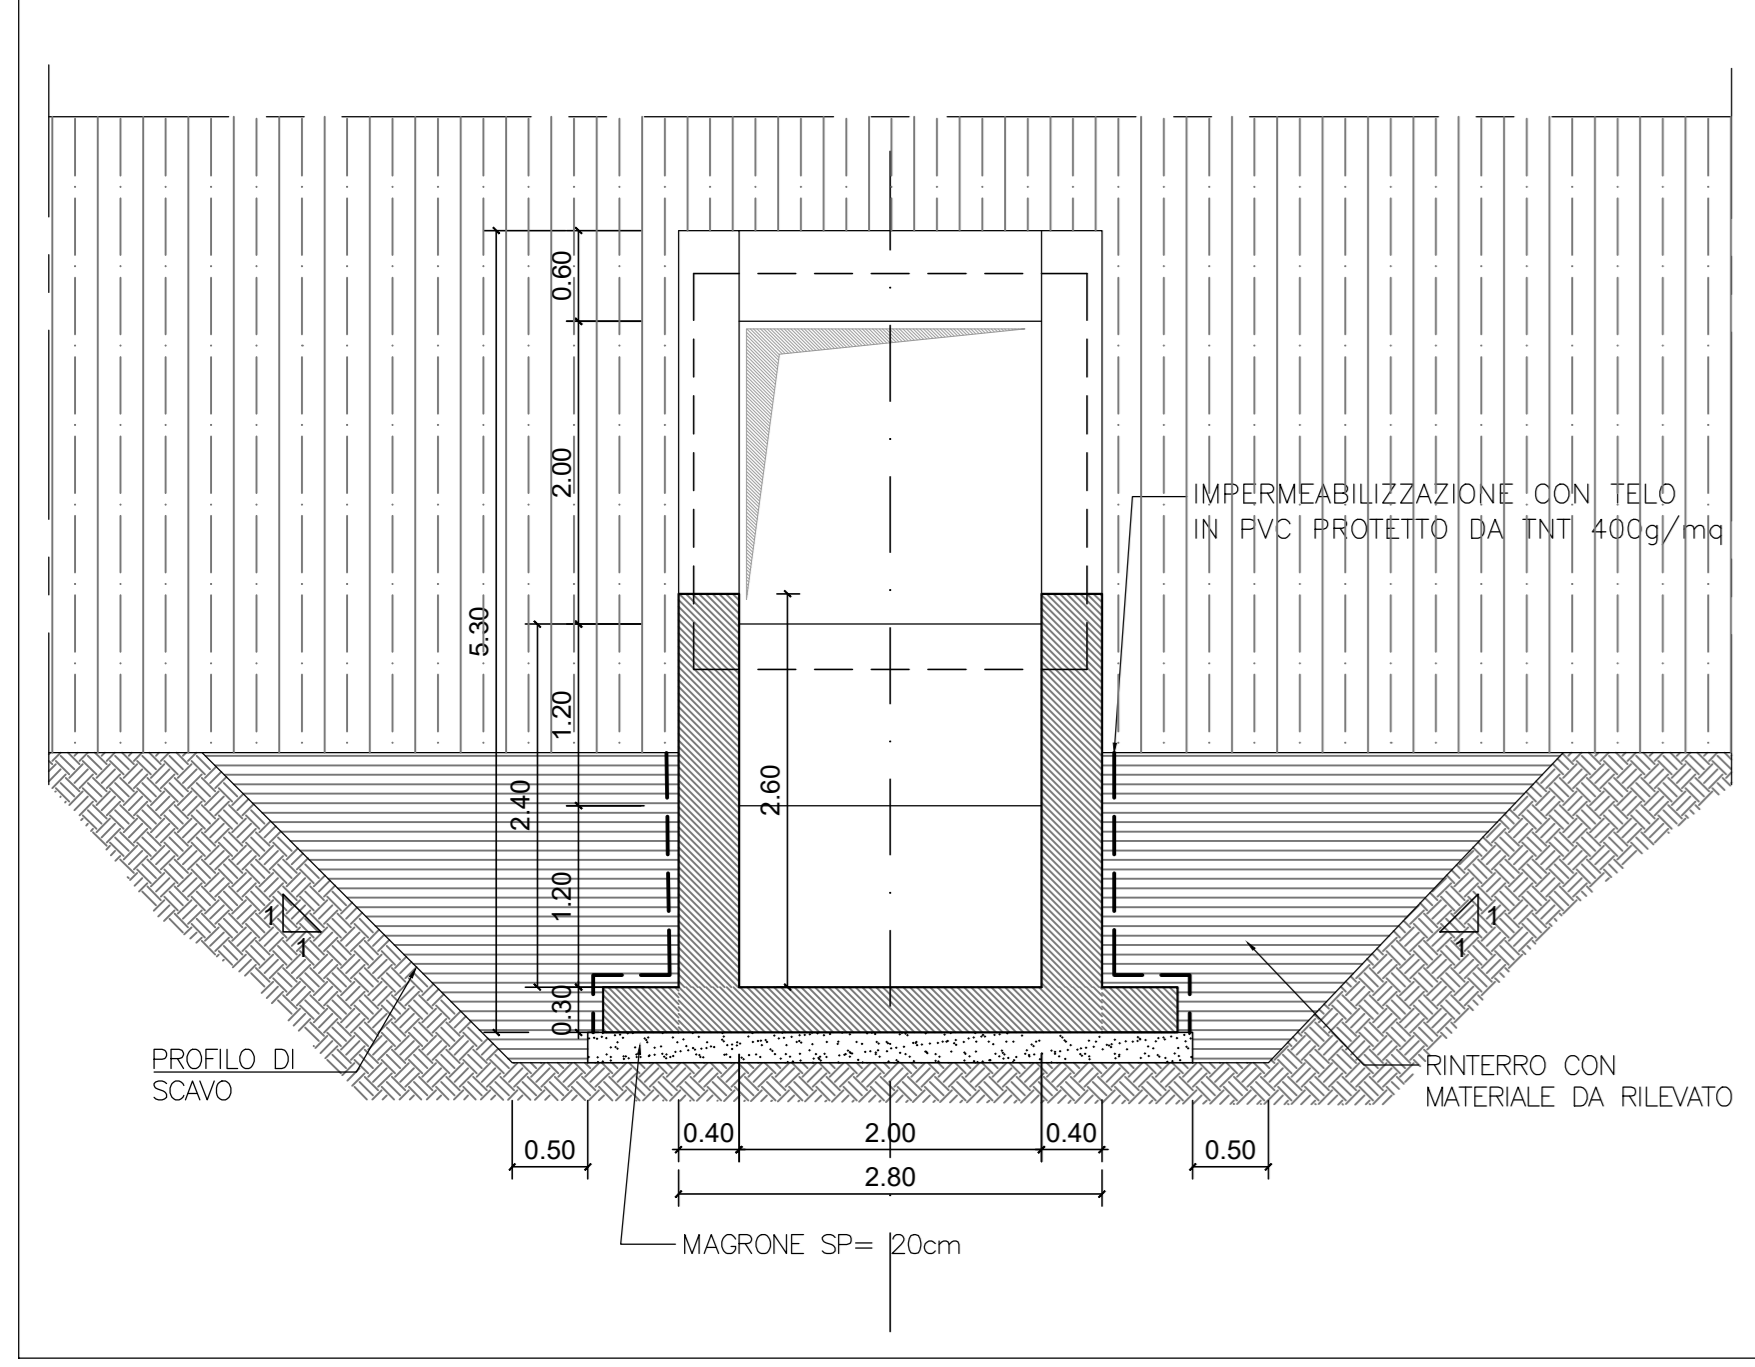 0.60
2.00
IMPERMEABILIZZAZIONE CON TELO
IN PVC PROTETTO DA TNT 400g/mq
5.30
1.20
2.40
2.60
1.20
1
1
1
1
0.30
PROFILO DI
SCAVO
RINTERRO CON
MATERIALE DA RILEVATO
0.40
2.00
0.40
0.50
0.50
2.80
MAGRONE SP= 20cm